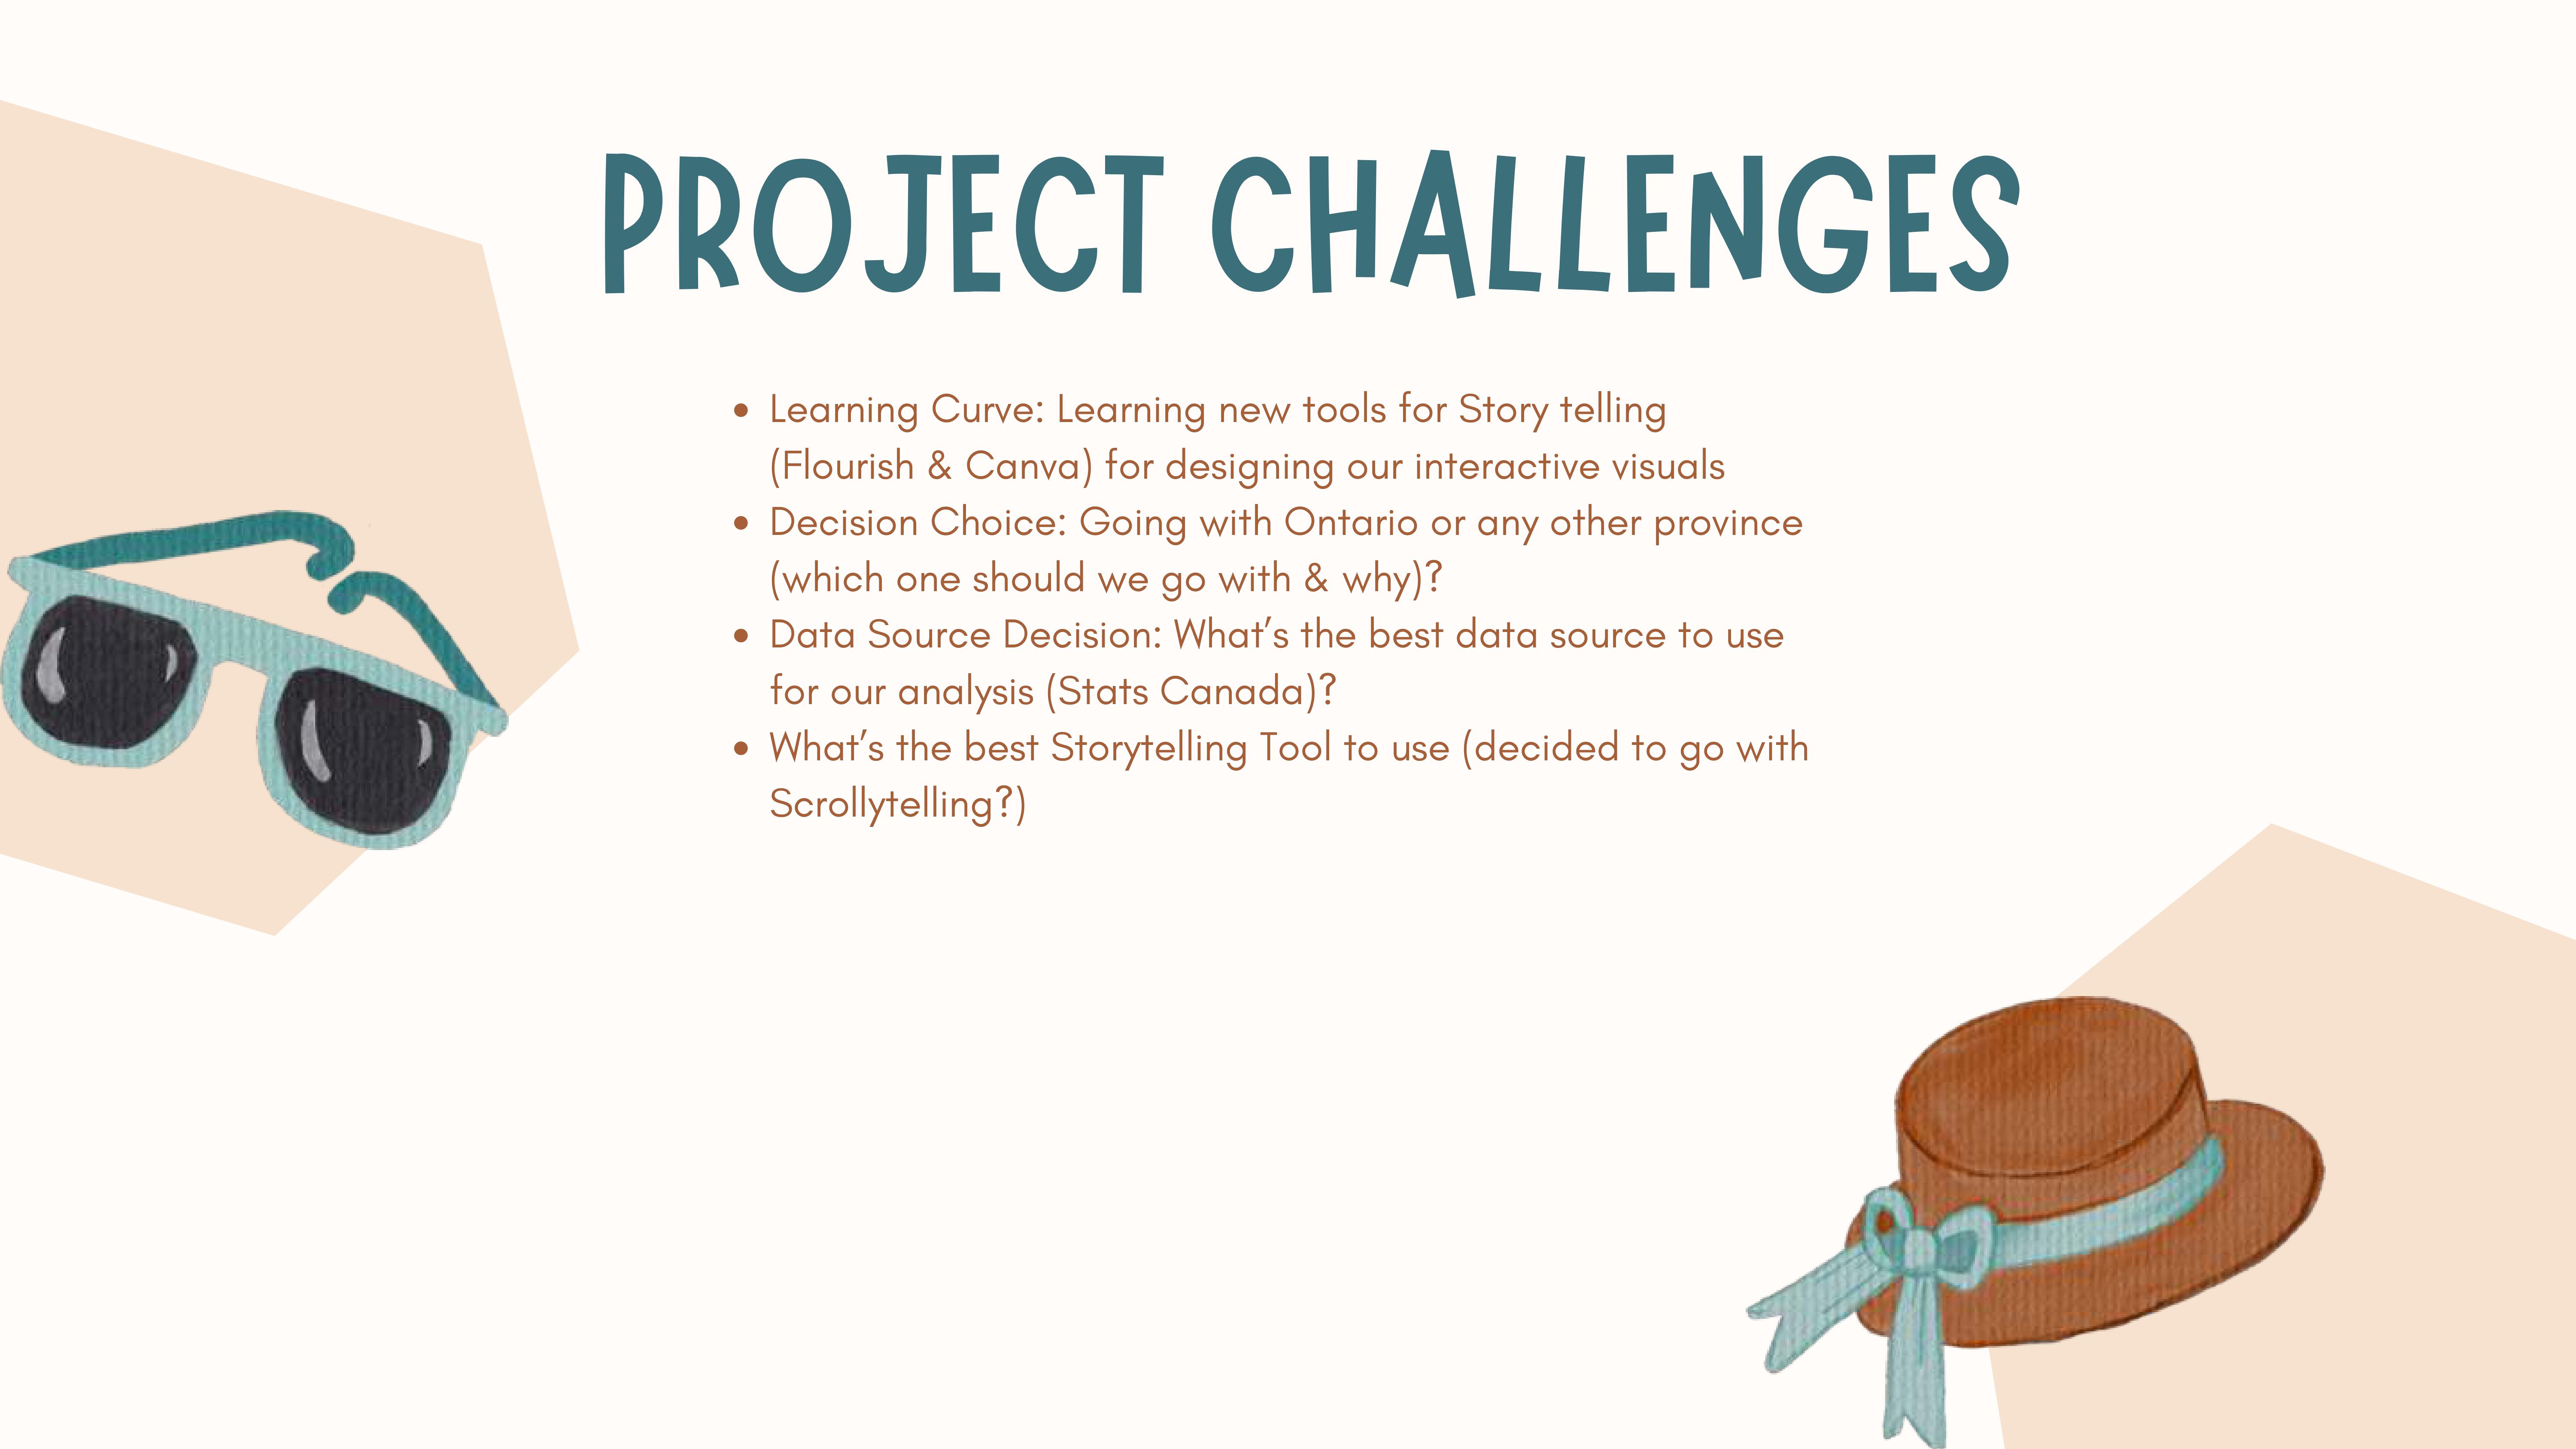 PROJECT CHALLENGES
• Learning Curve: Learning new tools for Story telling
(Flourish & Canva) for designing our interactive visuals
• Decision Choice: Going with Ontario or any other province
(which one should we go with & why)?
• Data Source Decision: What's the best data source to use
for our analysis (Stats Canada)?
• What's the best Storytelling Tool to use (decided to go with
Scrollytelling?)